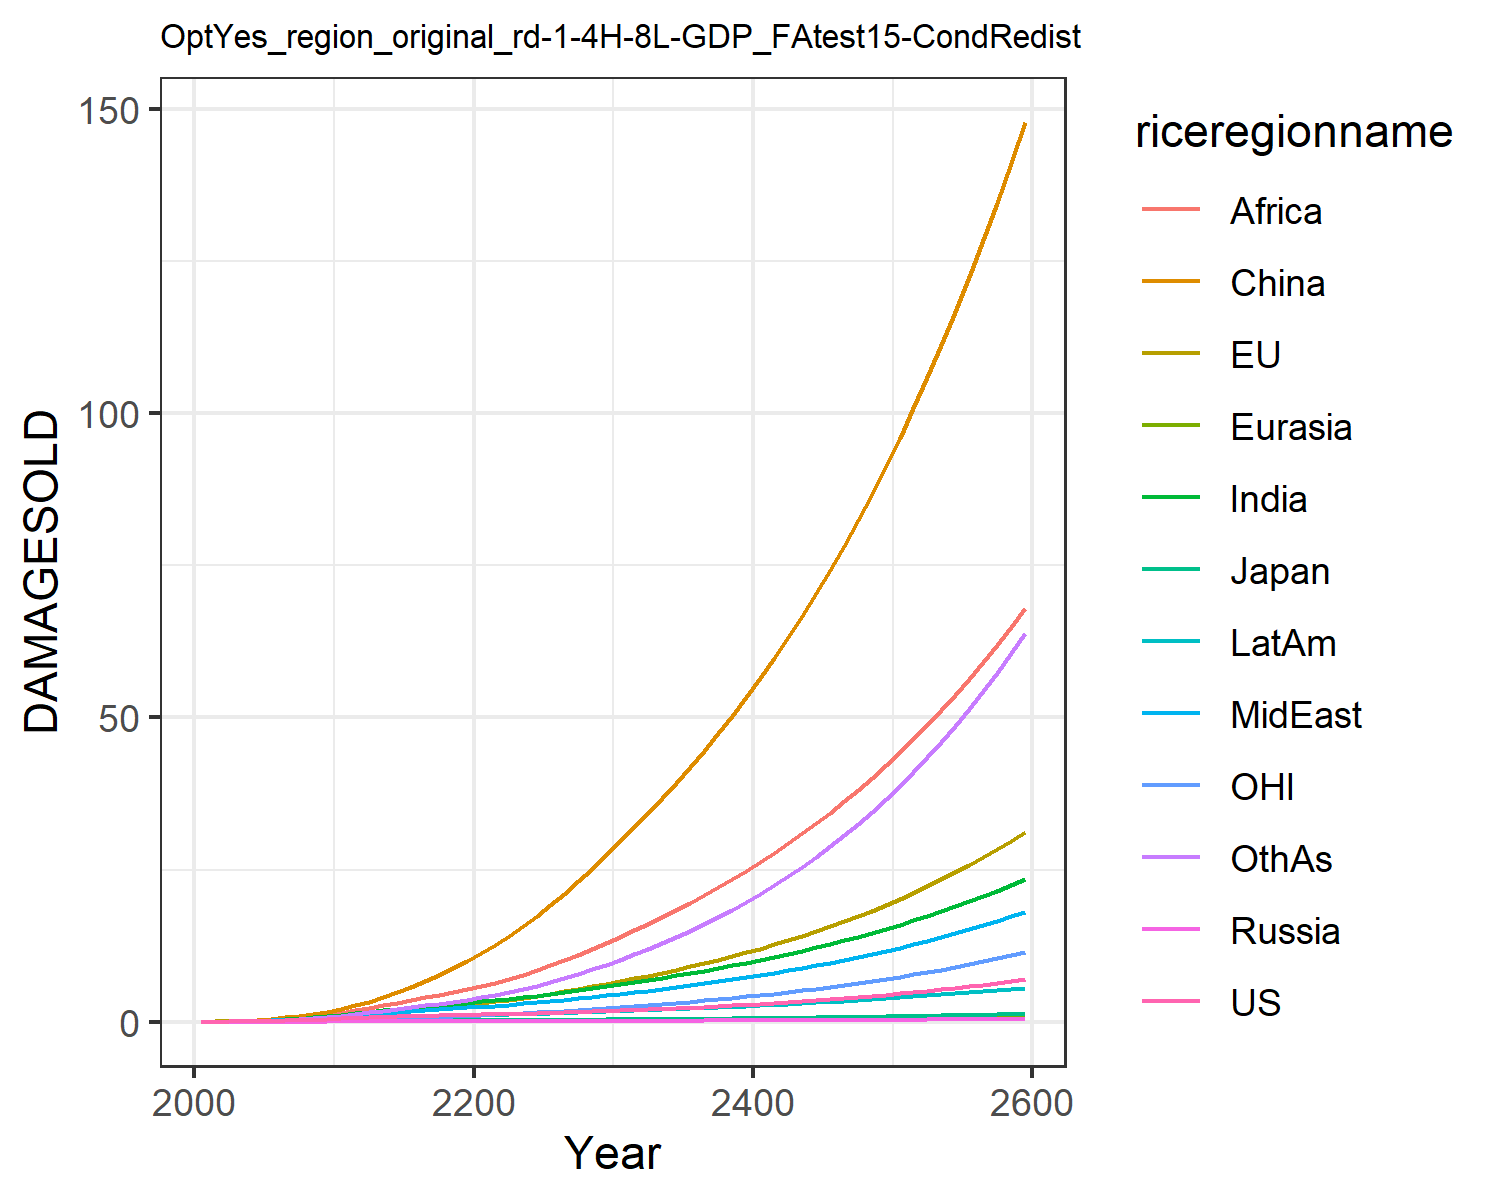 OptYes_region_original_rd-1-4H-8L-GDP_FAtest15-CondRedist
150
100
50
0
DAMAGESOLD
2000
2200
2400
2600
Year
riceregionname
Africa
China
EU
Eurasia
India
Japan
LatAm
MidEast
OHI
OthAs
Russia
US